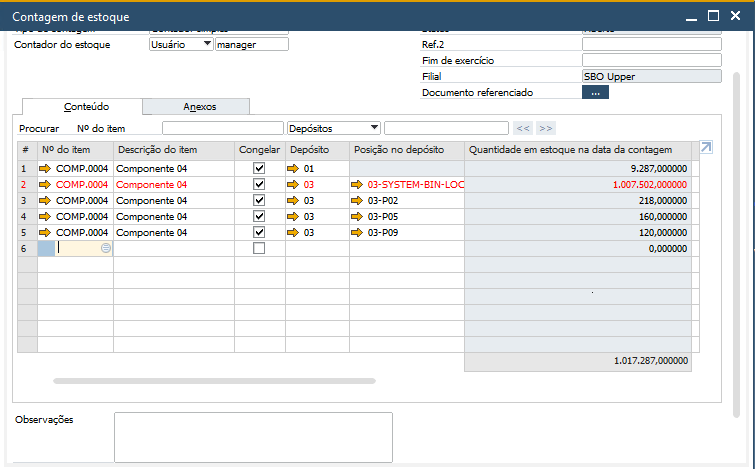 Contagem de estoque
Contador do estoque Usuário manager
Ref.2
Fim de exercício
Filial SBO Upper
Documento referenciado ...
Conteúdo Anexos
Procurar Nº do item Depósitos << >>
# Nº do item Descrição do item Congelar Depósito Posição no depósito Quantidade em estoque na data da contagem
1 COMP.0004 Componente 04 01 9.287,000000
2 COMP.0004 Componente 04 03 03-SYSTEM-BIN-LOC 1.007.502,000000
3 COMP.0004 Componente 04 03 03-P02 218,000000
4 COMP.0004 Componente 04 03 03-P05 160,000000
5 COMP.0004 Componente 04 03 03-P09 120,000000
6 0,000000
1.017.287,000000
Observações